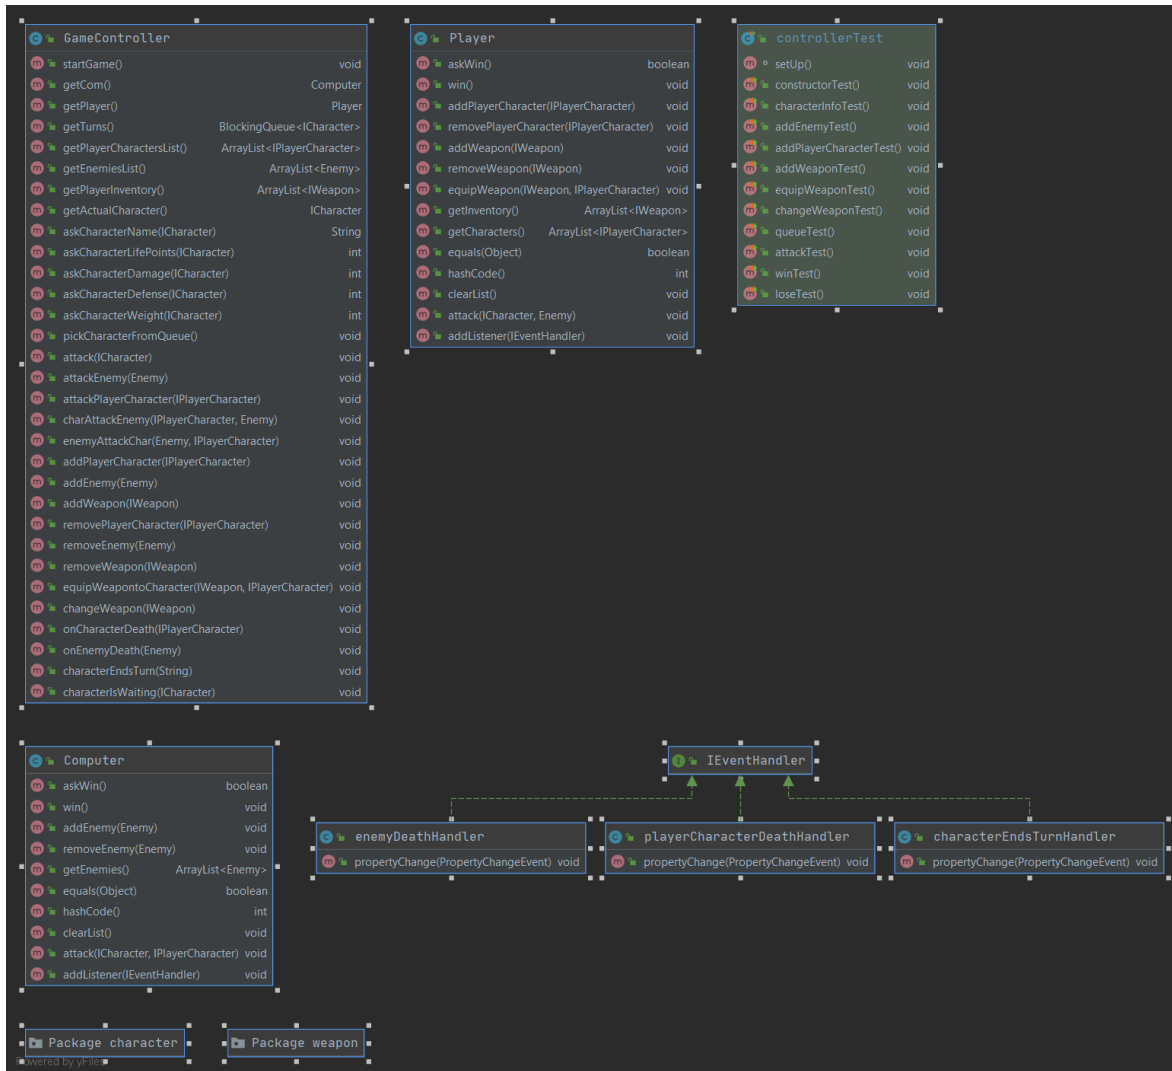 GameController
startGame() void
getCom() Computer
getPlayer() Player
getTurns() BlockingQueue<ICharacter>
getPlayerCharactersList() ArrayList<IPlayerCharacter>
getEnemiesList() ArrayList<Enemy>
getPlayerInventory() ArrayList<IWeapon>
getActualCharacter() ICharacter
askCharacterName(ICharacter) String
askCharacterLifePoints(ICharacter) int
askCharacterDamage(ICharacter) int
askCharacterDefense(ICharacter) int
askCharacterWeight(ICharacter) int
pickCharacterFromQueue() void
attack(ICharacter) void
attackEnemy(Enemy) void
attackPlayerCharacter(IPlayerCharacter) void
charAttackEnemy(IPlayerCharacter, Enemy) void
enemyAttackChar(Enemy, IPlayerCharacter) void
addPlayerCharacter(IPlayerCharacter) void
addEnemy(Enemy) void
addWeapon(IWeapon) void
removePlayerCharacter(IPlayerCharacter) void
removeEnemy(Enemy) void
removeWeapon(IWeapon) void
equipWeapontoCharacter(IWeapon, IPlayerCharacter) void
changeWeapon(IWeapon) void
onCharacterDeath(IPlayerCharacter) void
onEnemyDeath(Enemy) void
characterEndsTurn(String) void
characterIsWaiting(ICharacter) void
Player
askWin() boolean
win() void
addPlayerCharacter(IPlayerCharacter) void
removePlayerCharacter(IPlayerCharacter) void
addWeapon(IWeapon) void
removeWeapon(IWeapon) void
equipWeapon(IWeapon, IPlayerCharacter) void
getInventory() ArrayList<IWeapon>
getCharacters() ArrayList<IPlayerCharacter>
equals(Object) boolean
hashCode() int
clearList() void
attack(ICharacter, Enemy) void
addListener(IEventHandler) void
controllerTest
setUp() void
constructorTest() void
characterInfoTest() void
addEnemyTest() void
addPlayerCharacterTest() void
addWeaponTest() void
equipWeaponTest() void
changeWeaponTest() void
queueTest() void
attackTest() void
winTest() void
loseTest() void
Computer
askWin() boolean
win() void
addEnemy(Enemy) void
removeEnemy(Enemy) void
getEnemies() ArrayList<Enemy>
equals(Object) boolean
hashCode() int
clearList() void
attack(ICharacter, IPlayerCharacter) void
addListener(IEventHandler) void
IEventHandler
enemyDeathHandler
propertyChange(PropertyChangeEvent) void
playerCharacterDeathHandler
propertyChange(PropertyChangeEvent) void
characterEndsTurnHandler
propertyChange(PropertyChangeEvent) void
Package character
Package weapon
Powered by yFiles